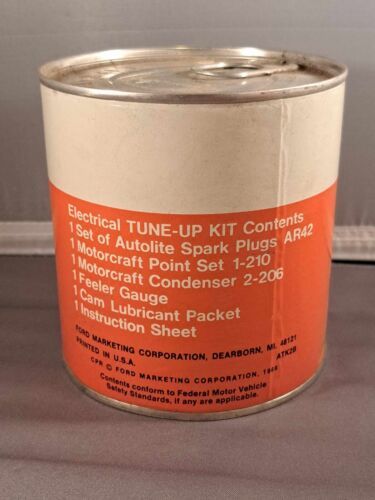 Electrical TUNE-UP KIT Contents
1 Set of Autolite Spark Plugs AR42
1 Motorcraft Point Set 1-210
1 Motorcraft Condenser 2-206
1 Feeler Gauge
1 Cam Lubricant Packet
1 Instruction Sheet
FORD MARKETING CORPORATION, DEARBORN, MI. 48121
PRINTED IN U.S.A. ATK2B
CPR © FORD MARKETING CORPORATION,
Contents conform to Federal Motor Vehicle
Safety Standards, if any are applicable.